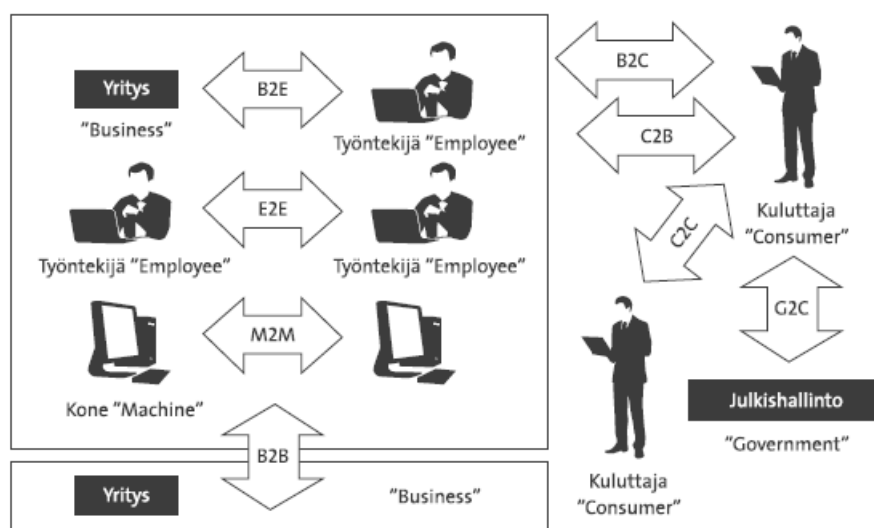 Yritys
B2E
"Business"
Työntekijä "Employee"
E2E
Työntekijä "Employee"
Työntekijä "Employee"
M2M
Kone "Machine"
B2B
Yritys
"Business"
B2C
C2B
Kuluttaja
"Consumer"
C2C
G2C
Julkishallinto
"Government"
Kuluttaja
"Consumer"